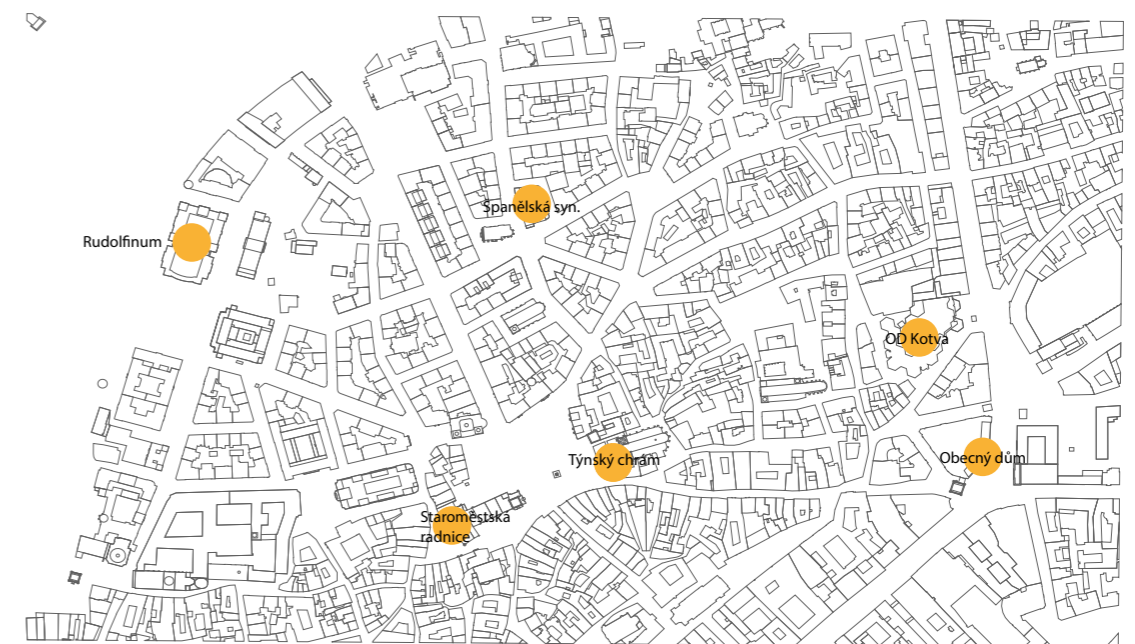 Španělská syn.
Rudolfinum
OD Kotva
Týnský chrám
Obecný dům
Staroměstská
radnice